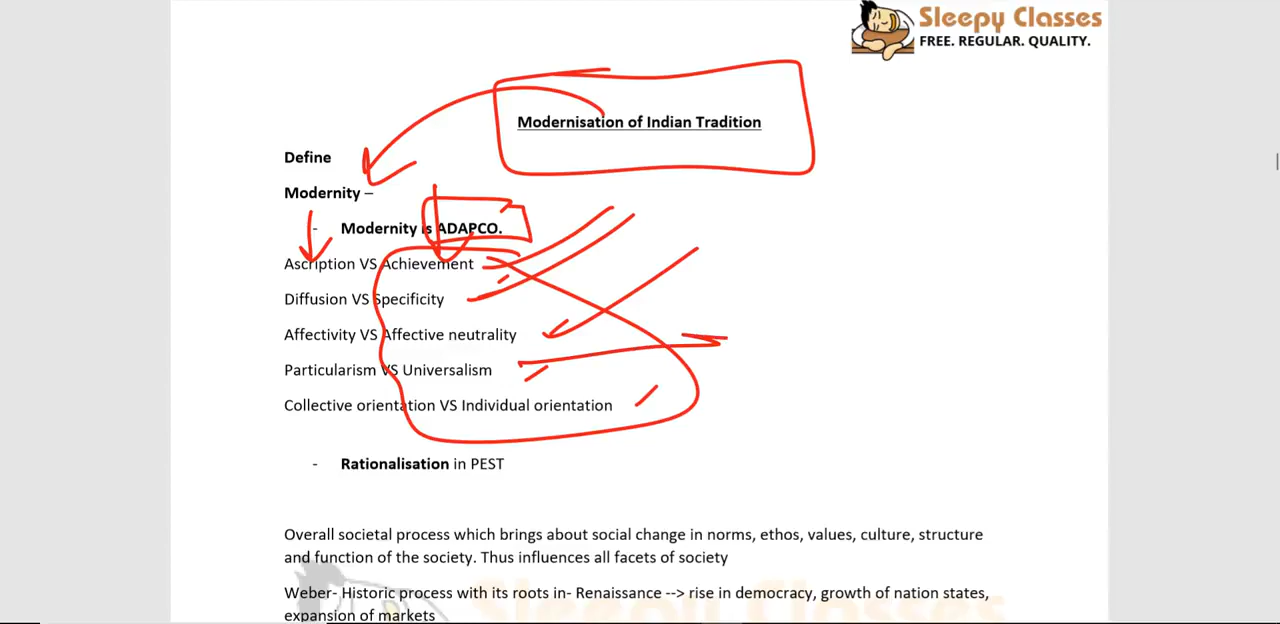 Sleepy Classes
FREE. REGULAR. QUALITY.
Modernisation of Indian Tradition
Define
Modernity –
- Modernity is ADAPCO.
Ascription VS Achievement
Diffusion VS Specificity
Affectivity VS Affective neutrality
Particularism VS Universalism
Collective orientation VS Individual orientation
- Rationalisation in PEST
Overall societal process which brings about social change in norms, ethos, values, culture, structure
and function of the society. Thus influences all facets of society
Weber- Historic process with its roots in- Renaissance --> rise in democracy, growth of nation states,
expansion of markets
Sleepy Classes